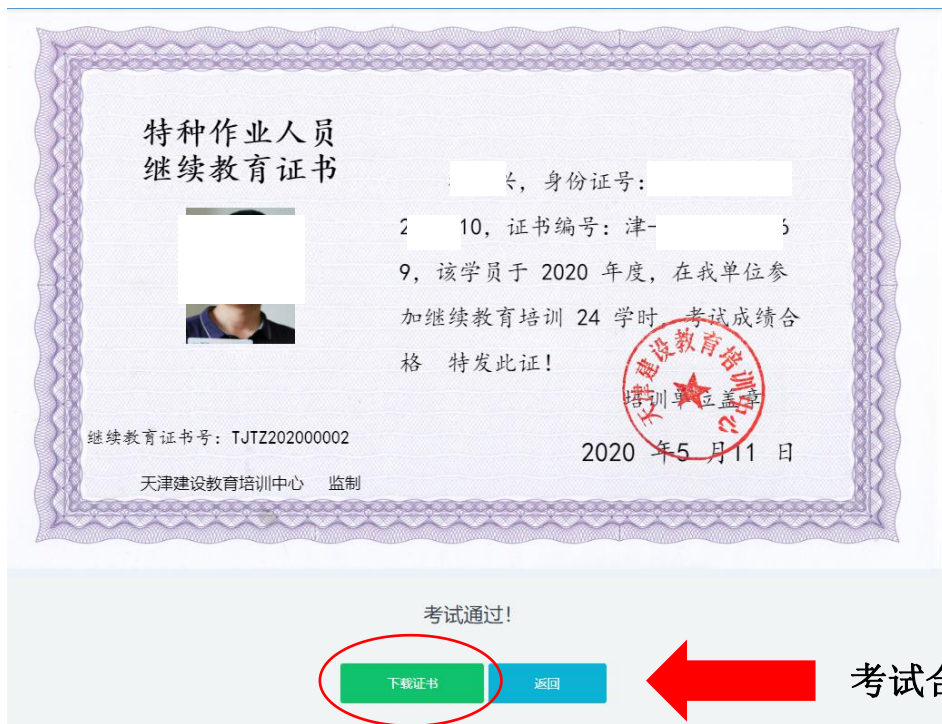 特种作业人员
继续教育证书
兴，身份证号：
2 10，证书编号：津-
9，该学员于 2020 年度，在我单位参
加继续教育培训 24 学时，考试成绩合
格 特发此证！
天津建设教育培训中心
培训单位盖章
2020 年5 月11 日
继续教育证书号：TJTZ202000002
天津建设教育培训中心 监制
考试通过！
下载证书 返回
考试合